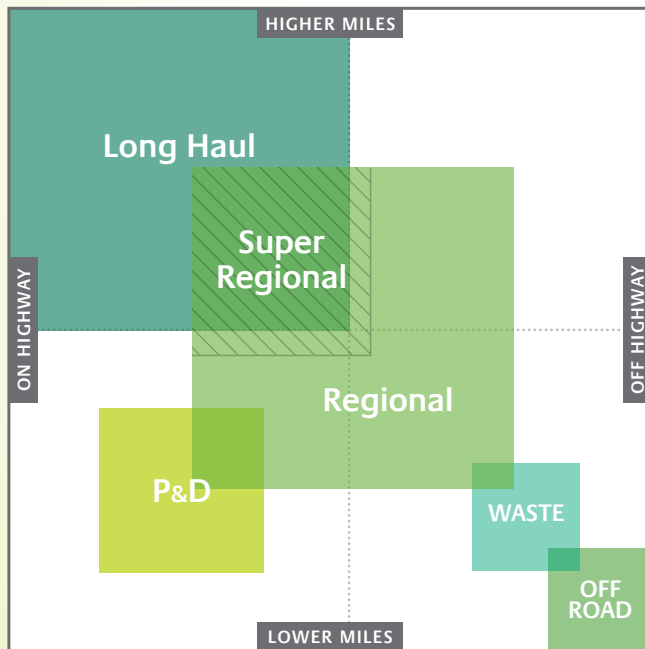 HIGHER MILES
Long Haul
Super
Regional
ON HIGHWAY
OFF HIGHWAY
Regional
P&D
WASTE
OFF
ROAD
LOWER MILES